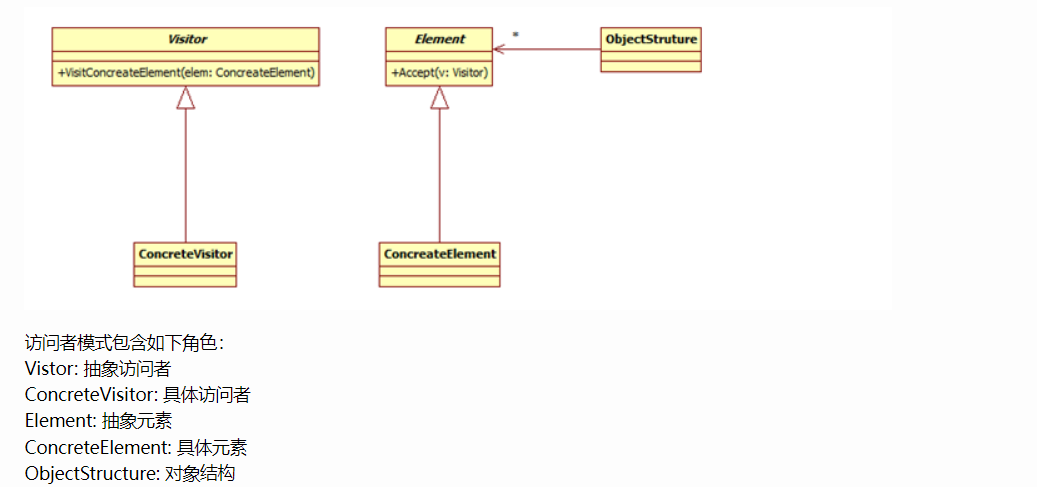 Visitor
+VisitConcreateElement(elem: ConcreateElement)
Element
+Accept(v: Visitor)
*
ObjectStruture
ConcreteVisitor
ConcreateElement
访问者模式包含如下角色：
Vistor: 抽象访问者
ConcreteVisitor: 具体访问者
Element: 抽象元素
ConcreteElement: 具体元素
ObjectStructure: 对象结构